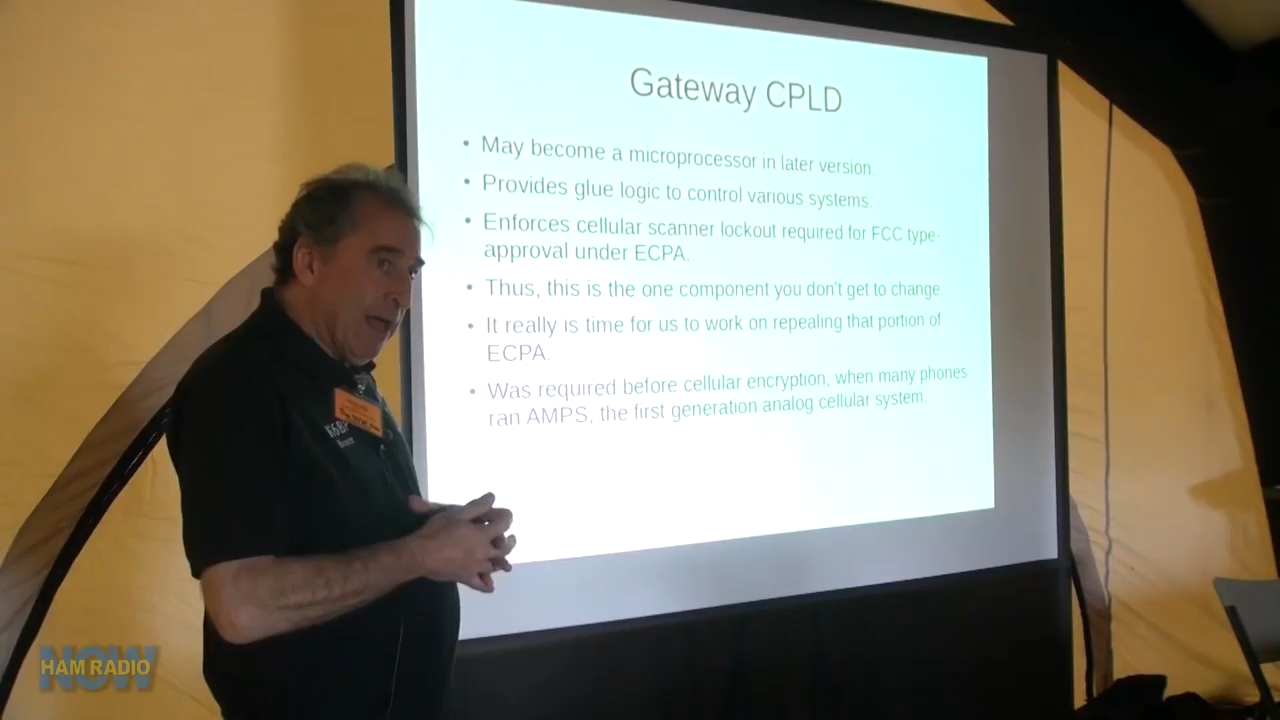 Gateway CPLD
• May become a microprocessor in later version.
• Provides glue logic to control various systems.
• Enforces cellular scanner lockout required for FCC type-
approval under ECPA.
• Thus, this is the one component you don't get to change.
• It really is time for us to work on repealing that portion of
ECPA.
• Was required before cellular encryption, when many phones
ran AMPS, the first generation analog cellular system.
HAM RADIO
NOW